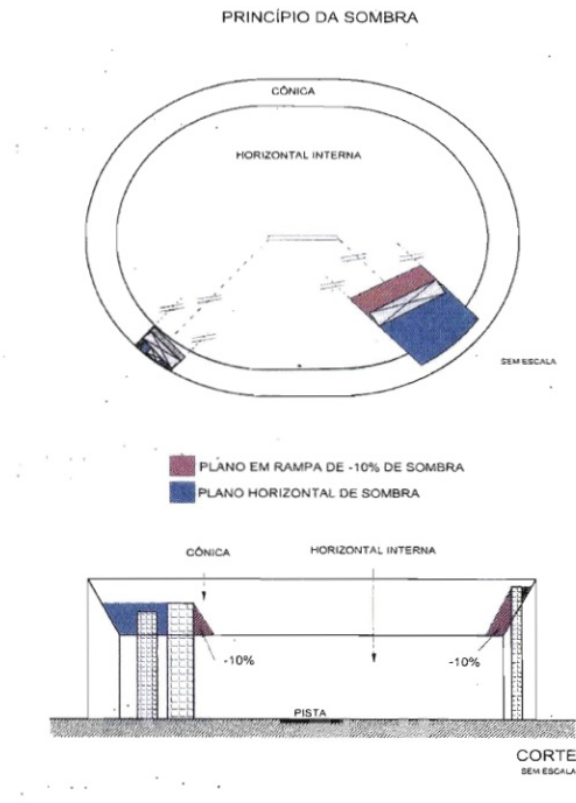 PRINCÍPIO DA SOMBRA
CÔNICA
HORIZONTAL INTERNA
SEM ESCALA
PLANO EM RAMPA DE -10% DE SOMBRA
PLANO HORIZONTAL DE SOMBRA
CÔNICA
HORIZONTAL INTERNA
-10%
-10%
PISTA
CORTE
SEM ESCALA